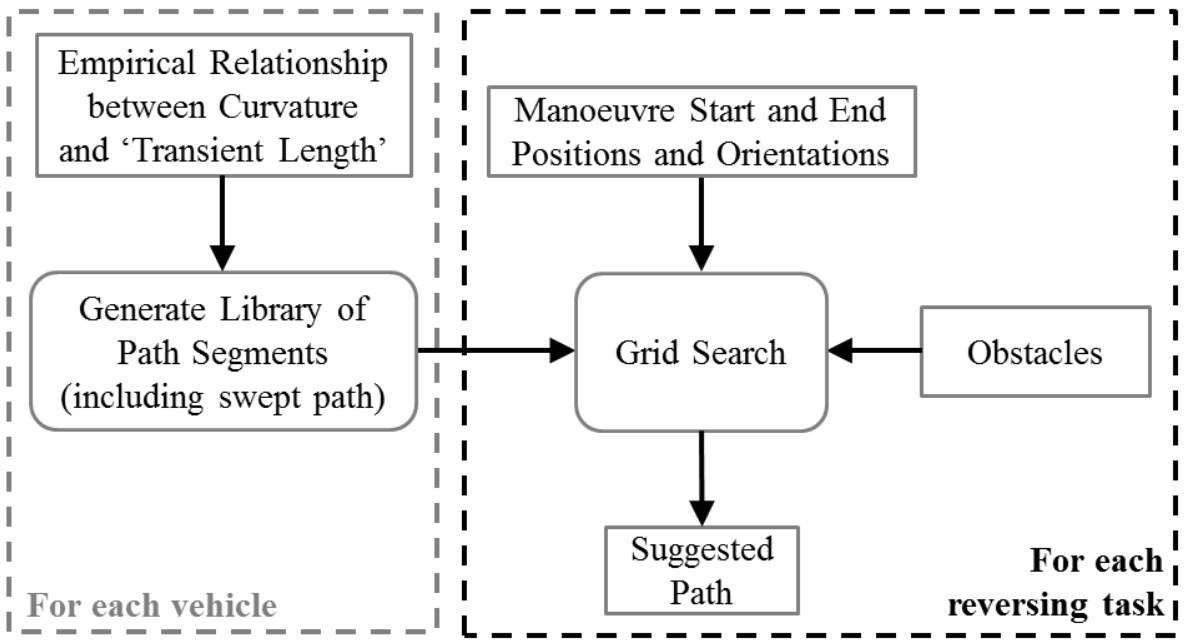 Empirical Relationship
between Curvature
and ‘Transient Length’
Generate Library of
Path Segments
(including swept path)
For each vehicle
Manoeuvre Start and End
Positions and Orientations
Grid Search
Obstacles
Suggested
Path
For each
reversing task